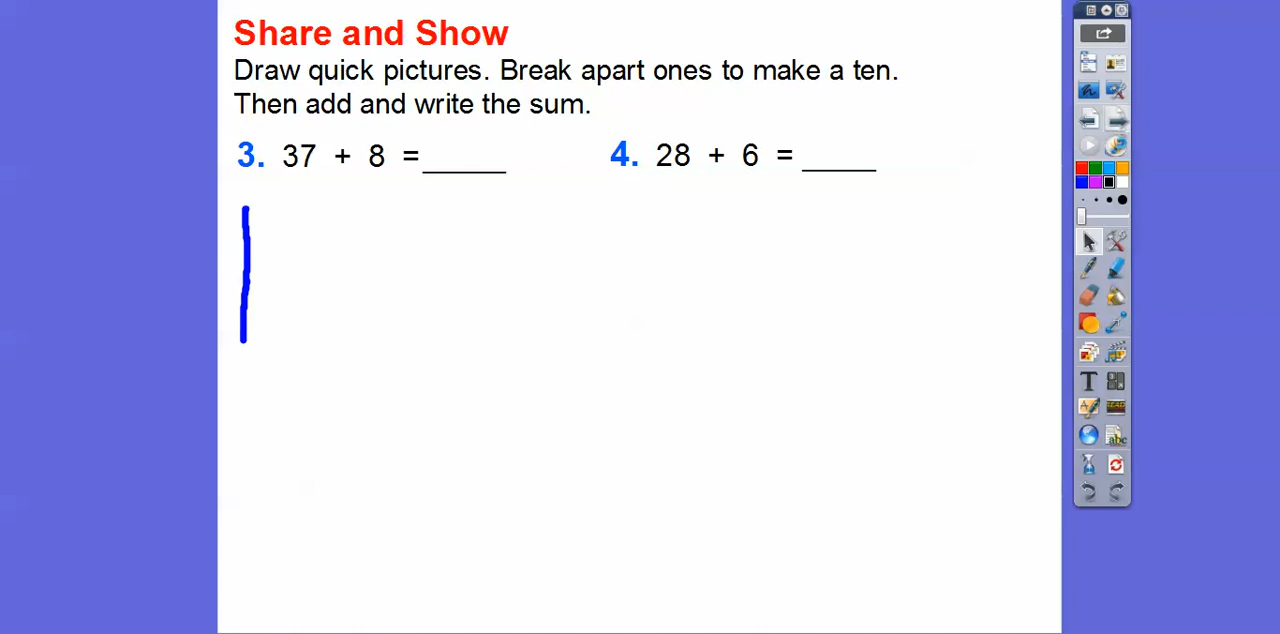 Share and Show
Draw quick pictures. Break apart ones to make a ten.
Then add and write the sum.
3. 37 + 8 = _____ 4. 28 + 6 = _____